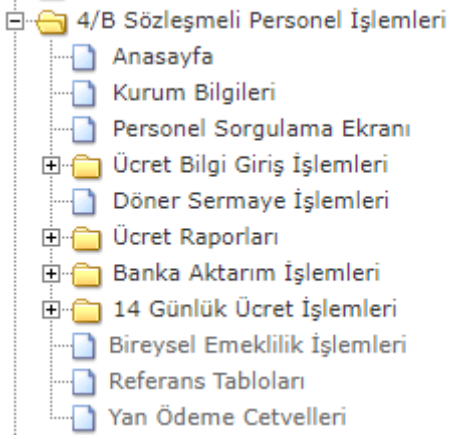 4/B Sözleşmeli Personel İşlemleri
Anasayfa
Kurum Bilgileri
Personel Sorgulama Ekranı
Ücret Bilgi Giriş İşlemleri
Döner Sermaye İşlemleri
Ücret Raporları
Banka Aktarım İşlemleri
14 Günlük Ücret İşlemleri
Bireysel Emeklilik İşlemleri
Referans Tabloları
Yan Ödeme Cetvelleri